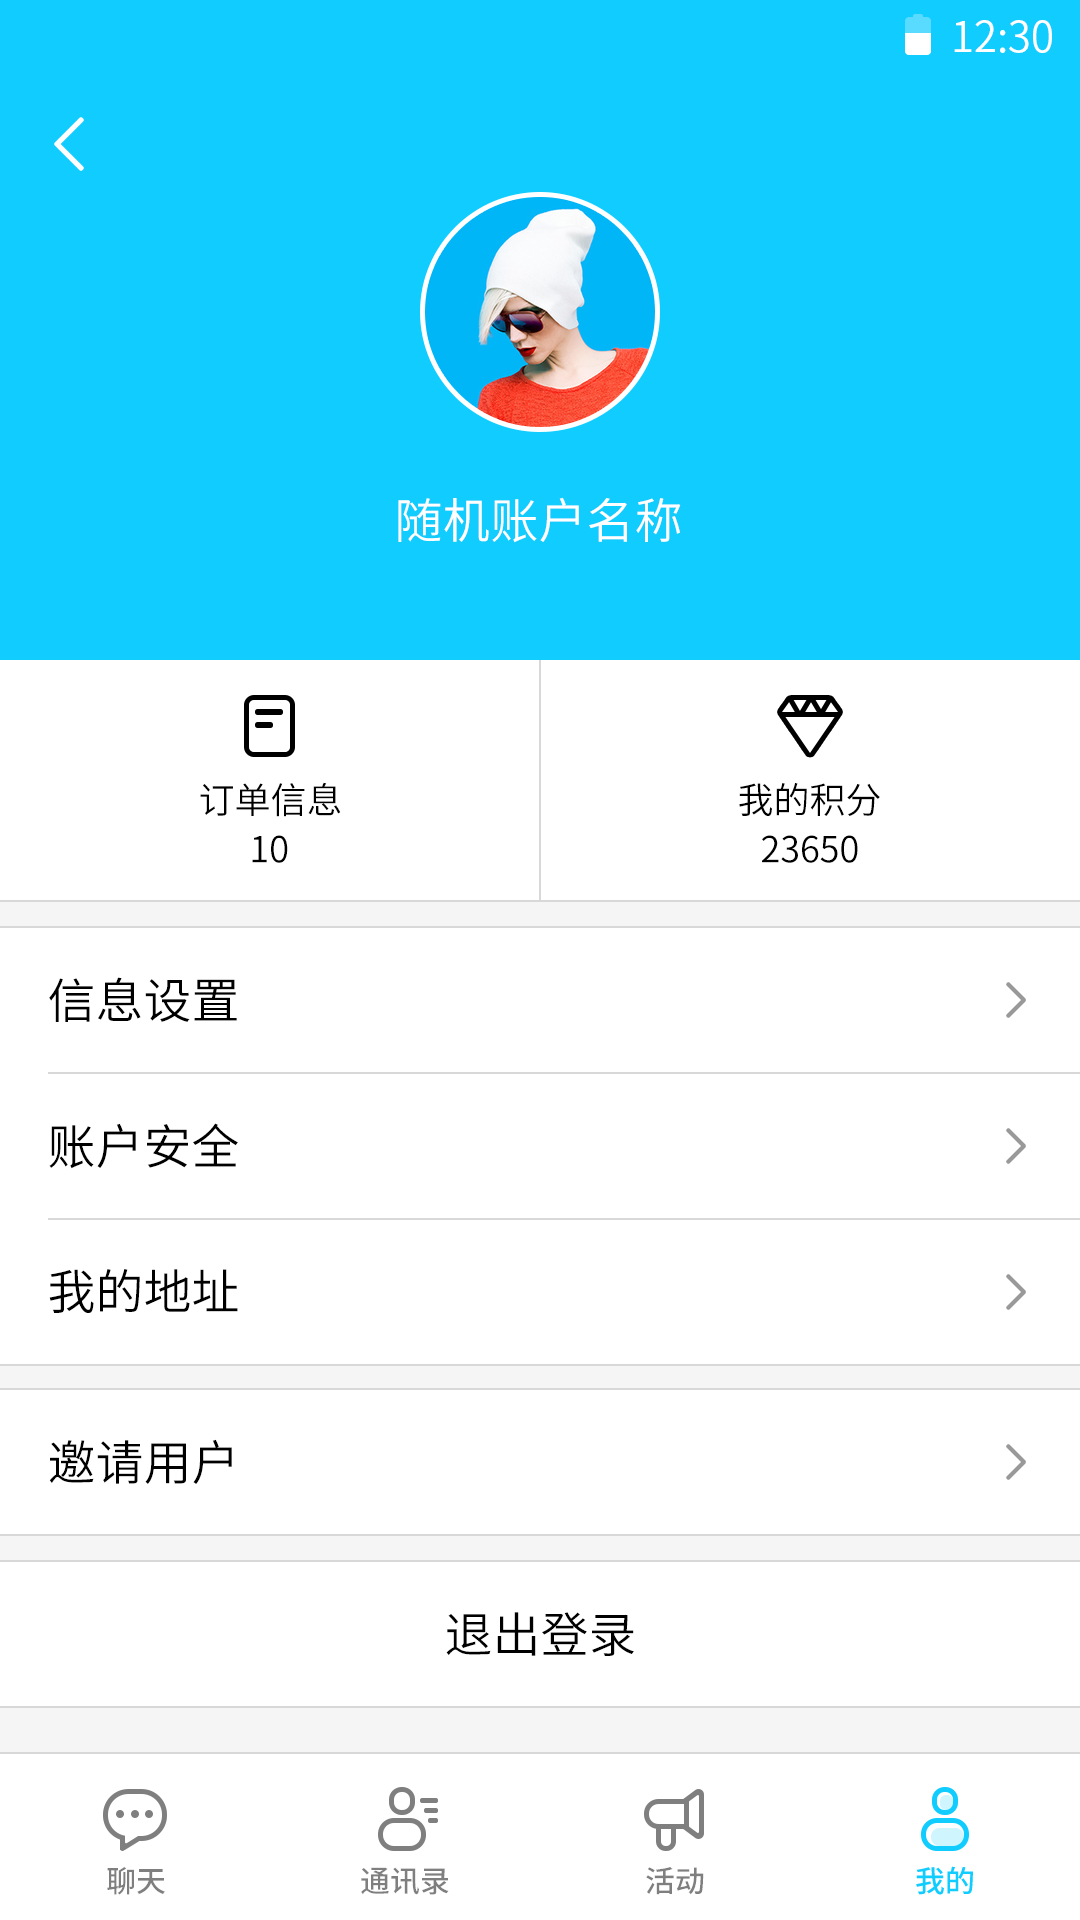 12:30
随机账户名称
订单信息
10
我的积分
23650
信息设置
账户安全
我的地址
邀请用户
退出登录
聊天
通讯录
活动
我的